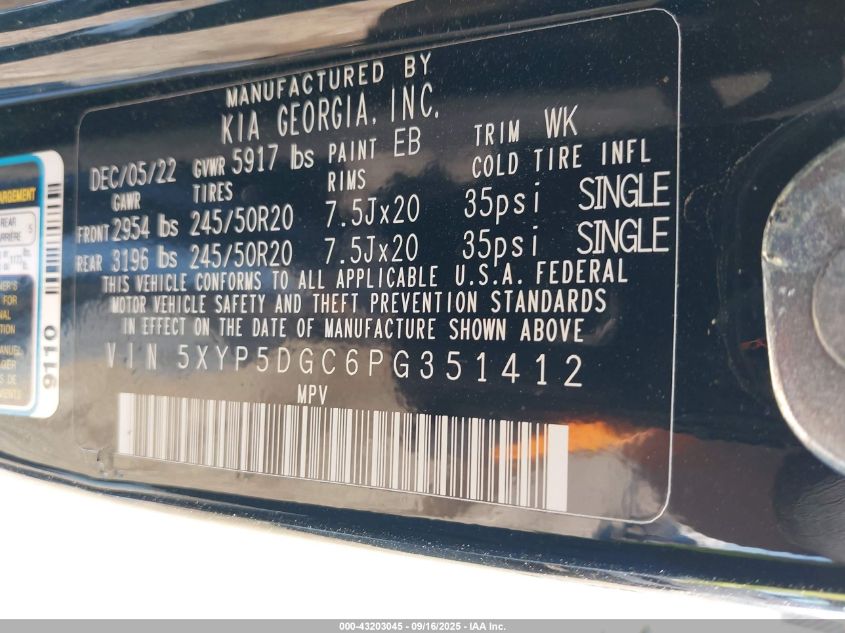 MANUFACTURED BY
KIA GEORGIA, INC.
DEC/05/22 GVWR 5917 lbs PAINT EB TRIM WK
GAWR TIRES RIMS COLD TIRE INFL
FRONT 2954 lbs 245/50R20 7.5Jx20 35psi SINGLE
REAR 3196 lbs 245/50R20 7.5Jx20 35psi SINGLE
THIS VEHICLE CONFORMS TO ALL APPLICABLE U.S.A. FEDERAL
MOTOR VEHICLE SAFETY AND THEFT PREVENTION STANDARDS
IN EFFECT ON THE DATE OF MANUFACTURE SHOWN ABOVE
VIN 5XYP5DGC6PG351412
MPV
REAR
5
FOR
9110
000-43203045 - 09/16/2025 - IAA Inc.